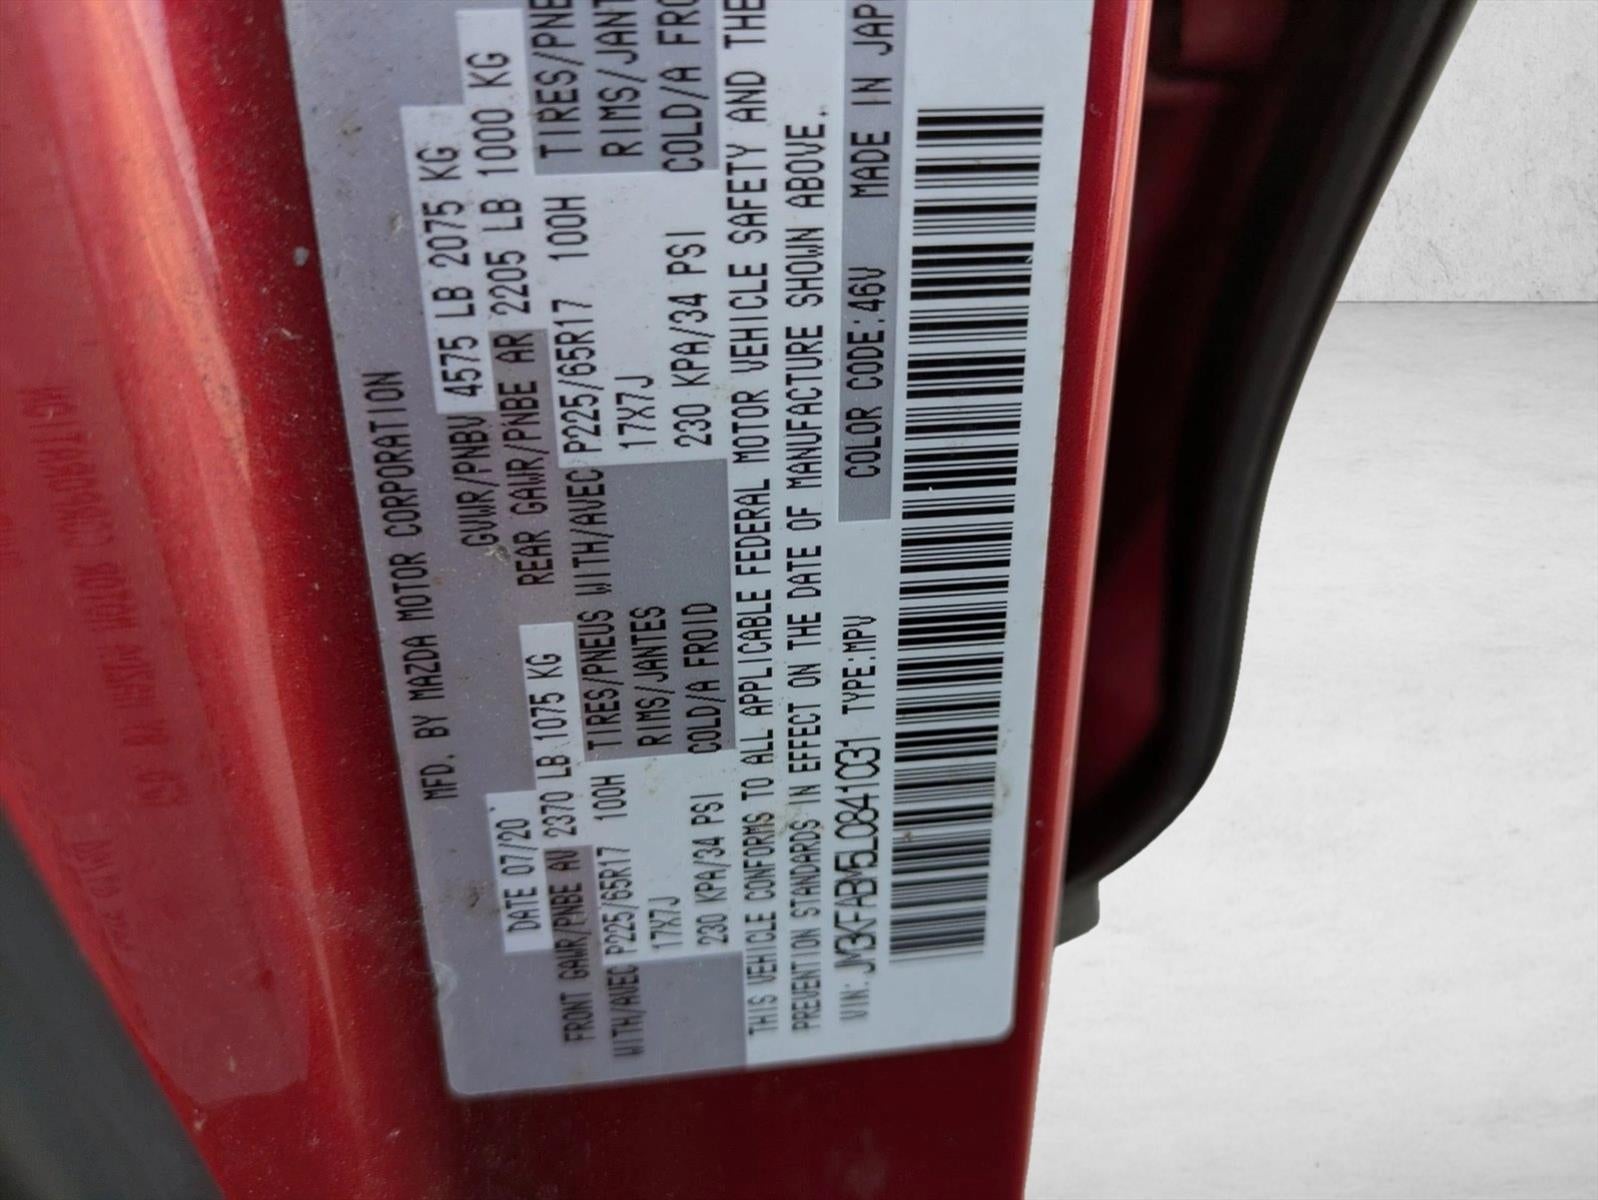 MFD. BY MAZDA MOTOR CORPORATION
DATE 07/20 GVWR/PNBV 4575 LB 2075 KG
FRONT GAWR/PNBE AV 2370 LB 1075 KG REAR GAWR/PNBE AR 2205 LB 1000 KG
WITH/AVEC P225/65R17 100H TIRES/PNEUS WITH/AVEC P225/65R17 100H TIRES/PNE
17X7J RIMS/JANTES 17X7J RIMS/JANT
230 KPA/34 PSI COLD/A FROID 230 KPA/34 PSI COLD/A FRO
THIS VEHICLE CONFORMS TO ALL APPLICABLE FEDERAL MOTOR VEHICLE SAFETY AND THE
PREVENTION STANDARDS IN EFFECT ON THE DATE OF MANUFACTURE SHOWN ABOVE.
VIN: JM3KFABM5L0841031 TYPE:MPV COLOR CODE:46V MADE IN JAP